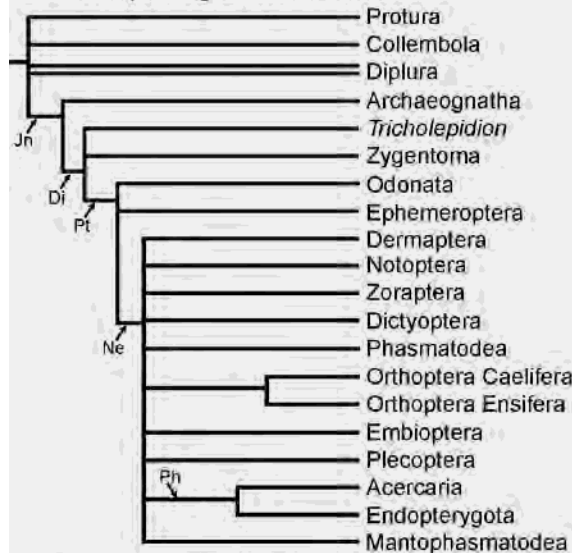 Protura
Collembola
Diplura
Archaeognatha
Jn
Tricholepidion
Zygentoma
Di
Odonata
Pt
Ephemeroptera
Dermaptera
Notoptera
Zoraptera
Dictyoptera
Ne
Phasmatodea
Orthoptera Caelifera
Orthoptera Ensifera
Embioptera
Plecoptera
Ph
Acercaria
Endopterygota
Mantophasmatodea